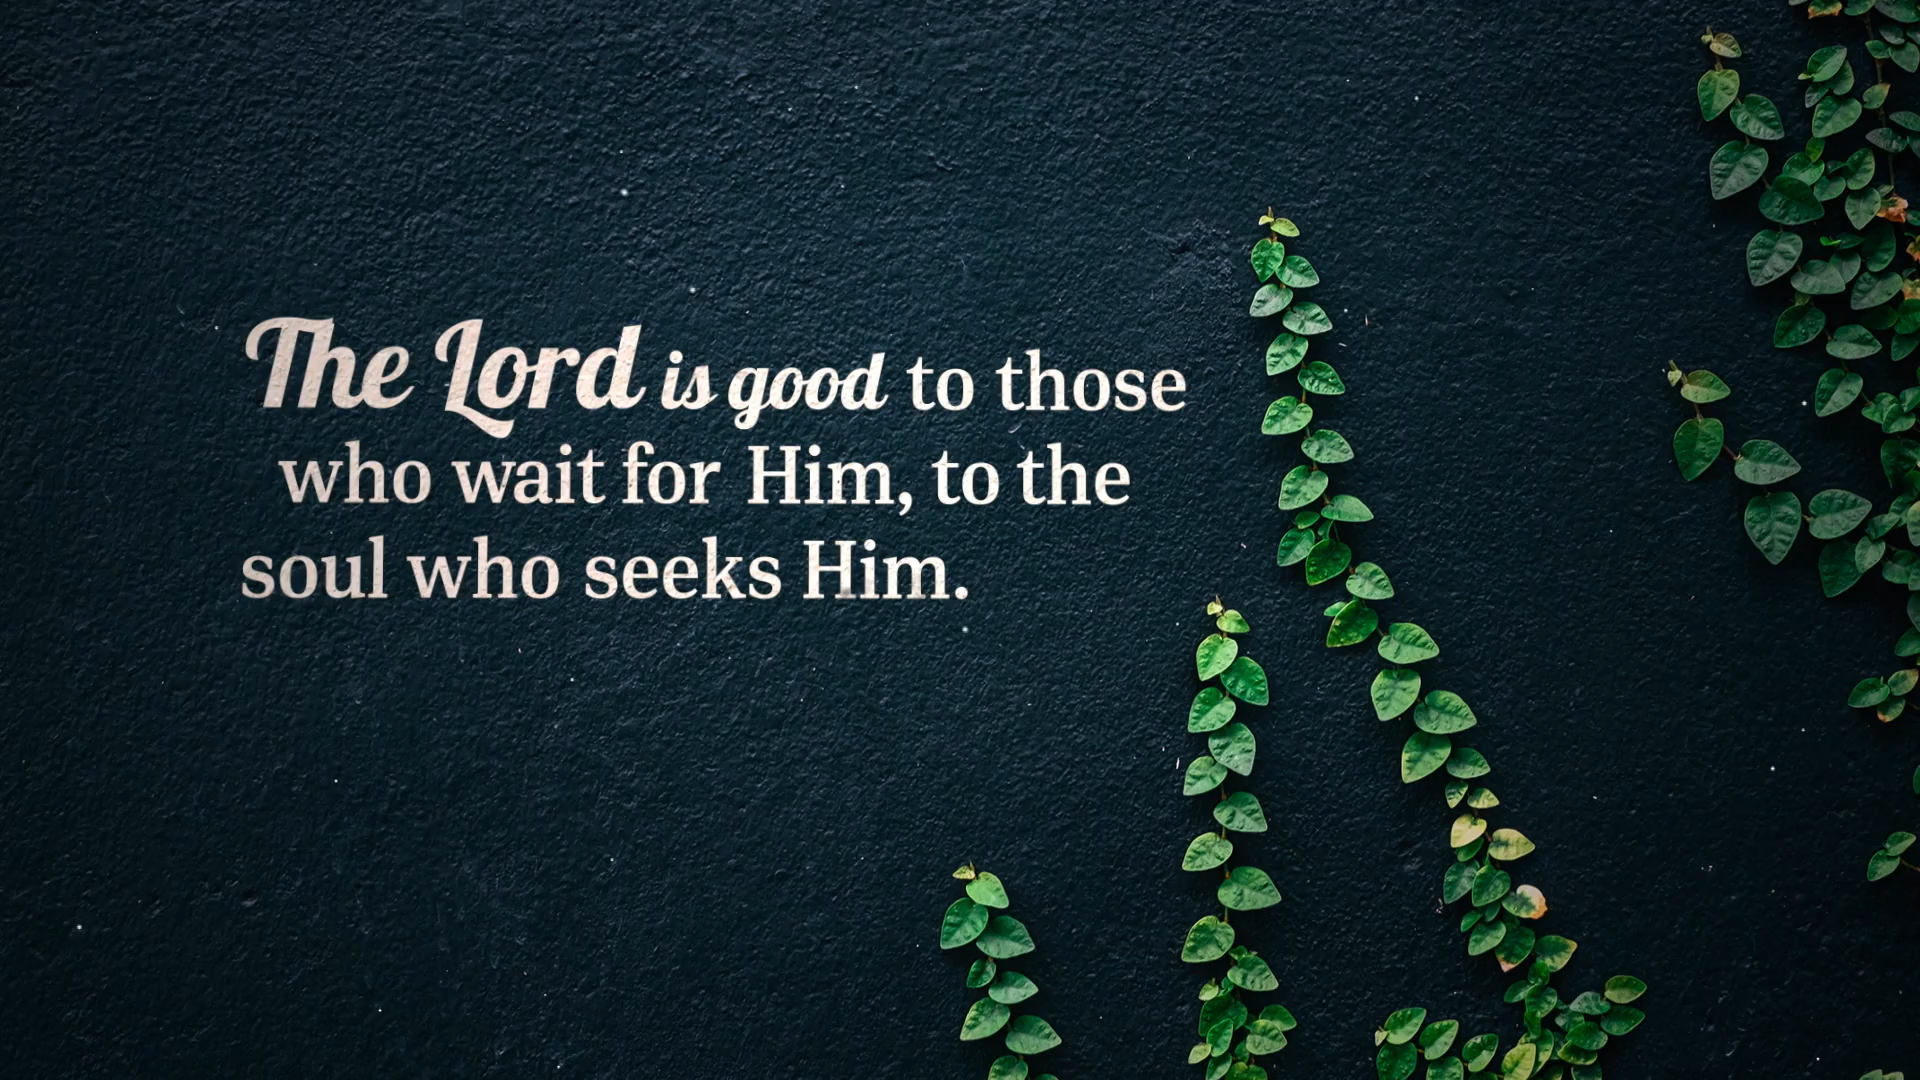 The Lord is good to those
who wait for Him, to the
soul who seeks Him.